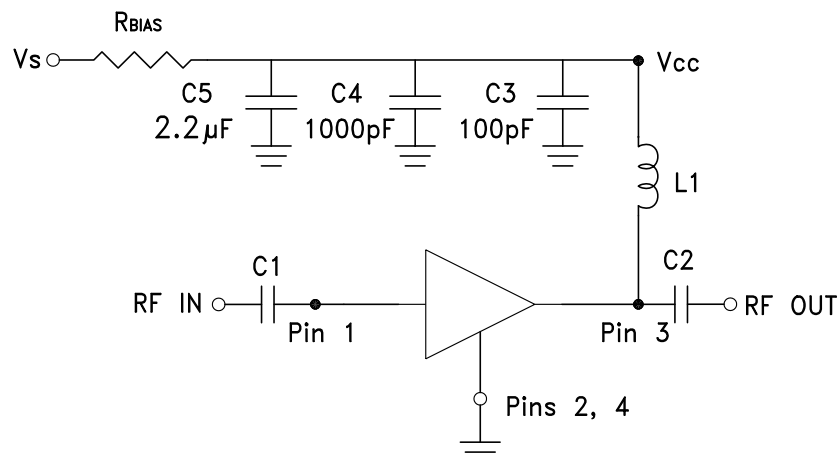 RBIAS
Vs
Vcc
C5
2.2µF
C4
1000pF
C3
100pF
L1
C1
C2
RF IN
RF OUT
Pin 1
Pin 3
Pins 2, 4